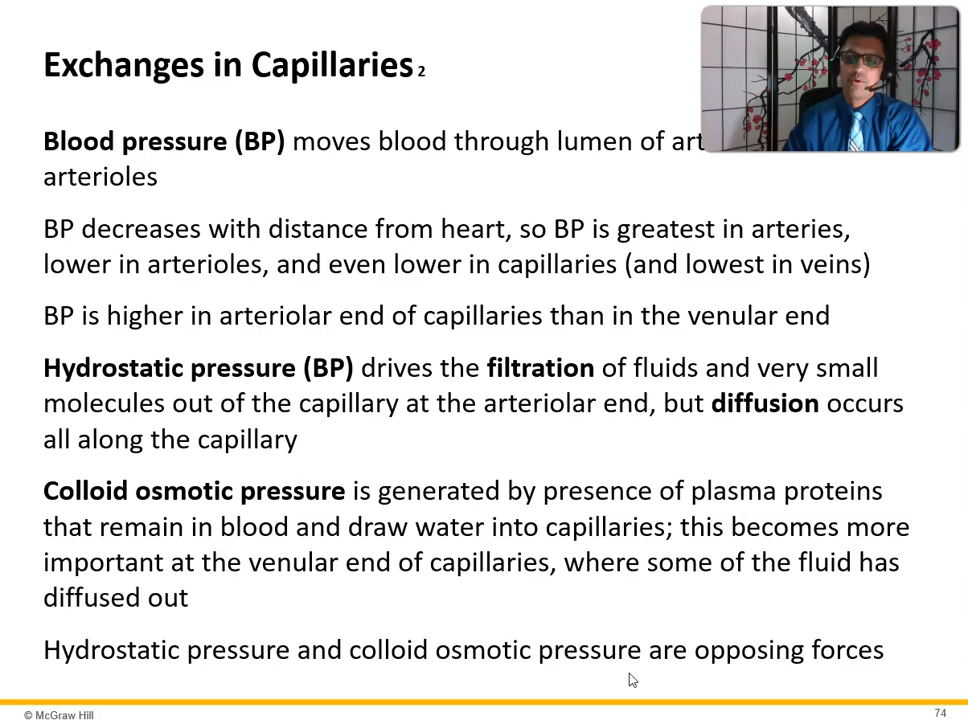 Exchanges in Capillaries 2
Blood pressure (BP) moves blood through lumen of
arterioles
BP decreases with distance from heart, so BP is greatest in arteries,
lower in arterioles, and even lower in capillaries (and lowest in veins)
BP is higher in arteriolar end of capillaries than in the venular end
Hydrostatic pressure (BP) drives the filtration of fluids and very small
molecules out of the capillary at the arteriolar end, but diffusion occurs
all along the capillary
Colloid osmotic pressure is generated by presence of plasma proteins
that remain in blood and draw water into capillaries; this becomes more
important at the venular end of capillaries, where some of the fluid has
diffused out
Hydrostatic pressure and colloid osmotic pressure are opposing forces
© McGraw Hill
74